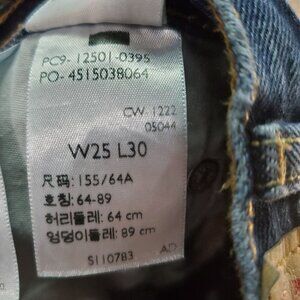 PC9- 12501-0395
PO- 4515038064
CW- 1222
05044
W25 L30
尺码: 155/64A
호칭: 64-89
허리둘레: 64 cm
엉덩이둘레: 89 cm
S110783 AD